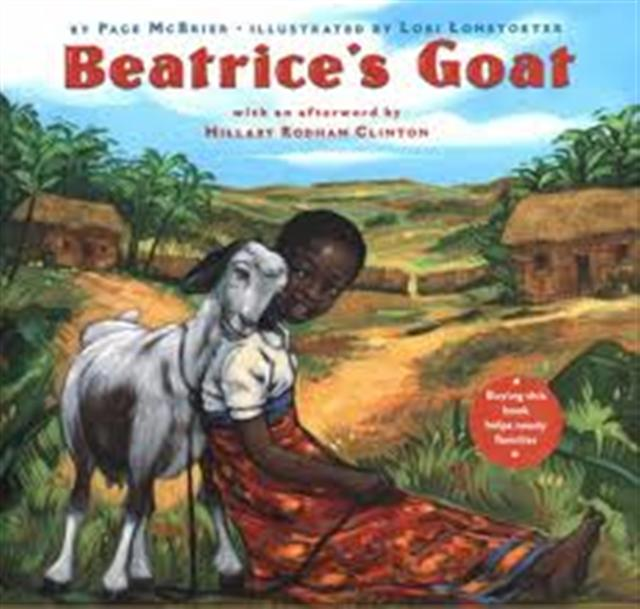 BY PAGE MCBRIER · ILLUSTRATED BY LORI LOHSTOETER
Beatrice's Goat
with an afterword by
HILLARY RODHAM CLINTON
Buying this
book
helps needy
families